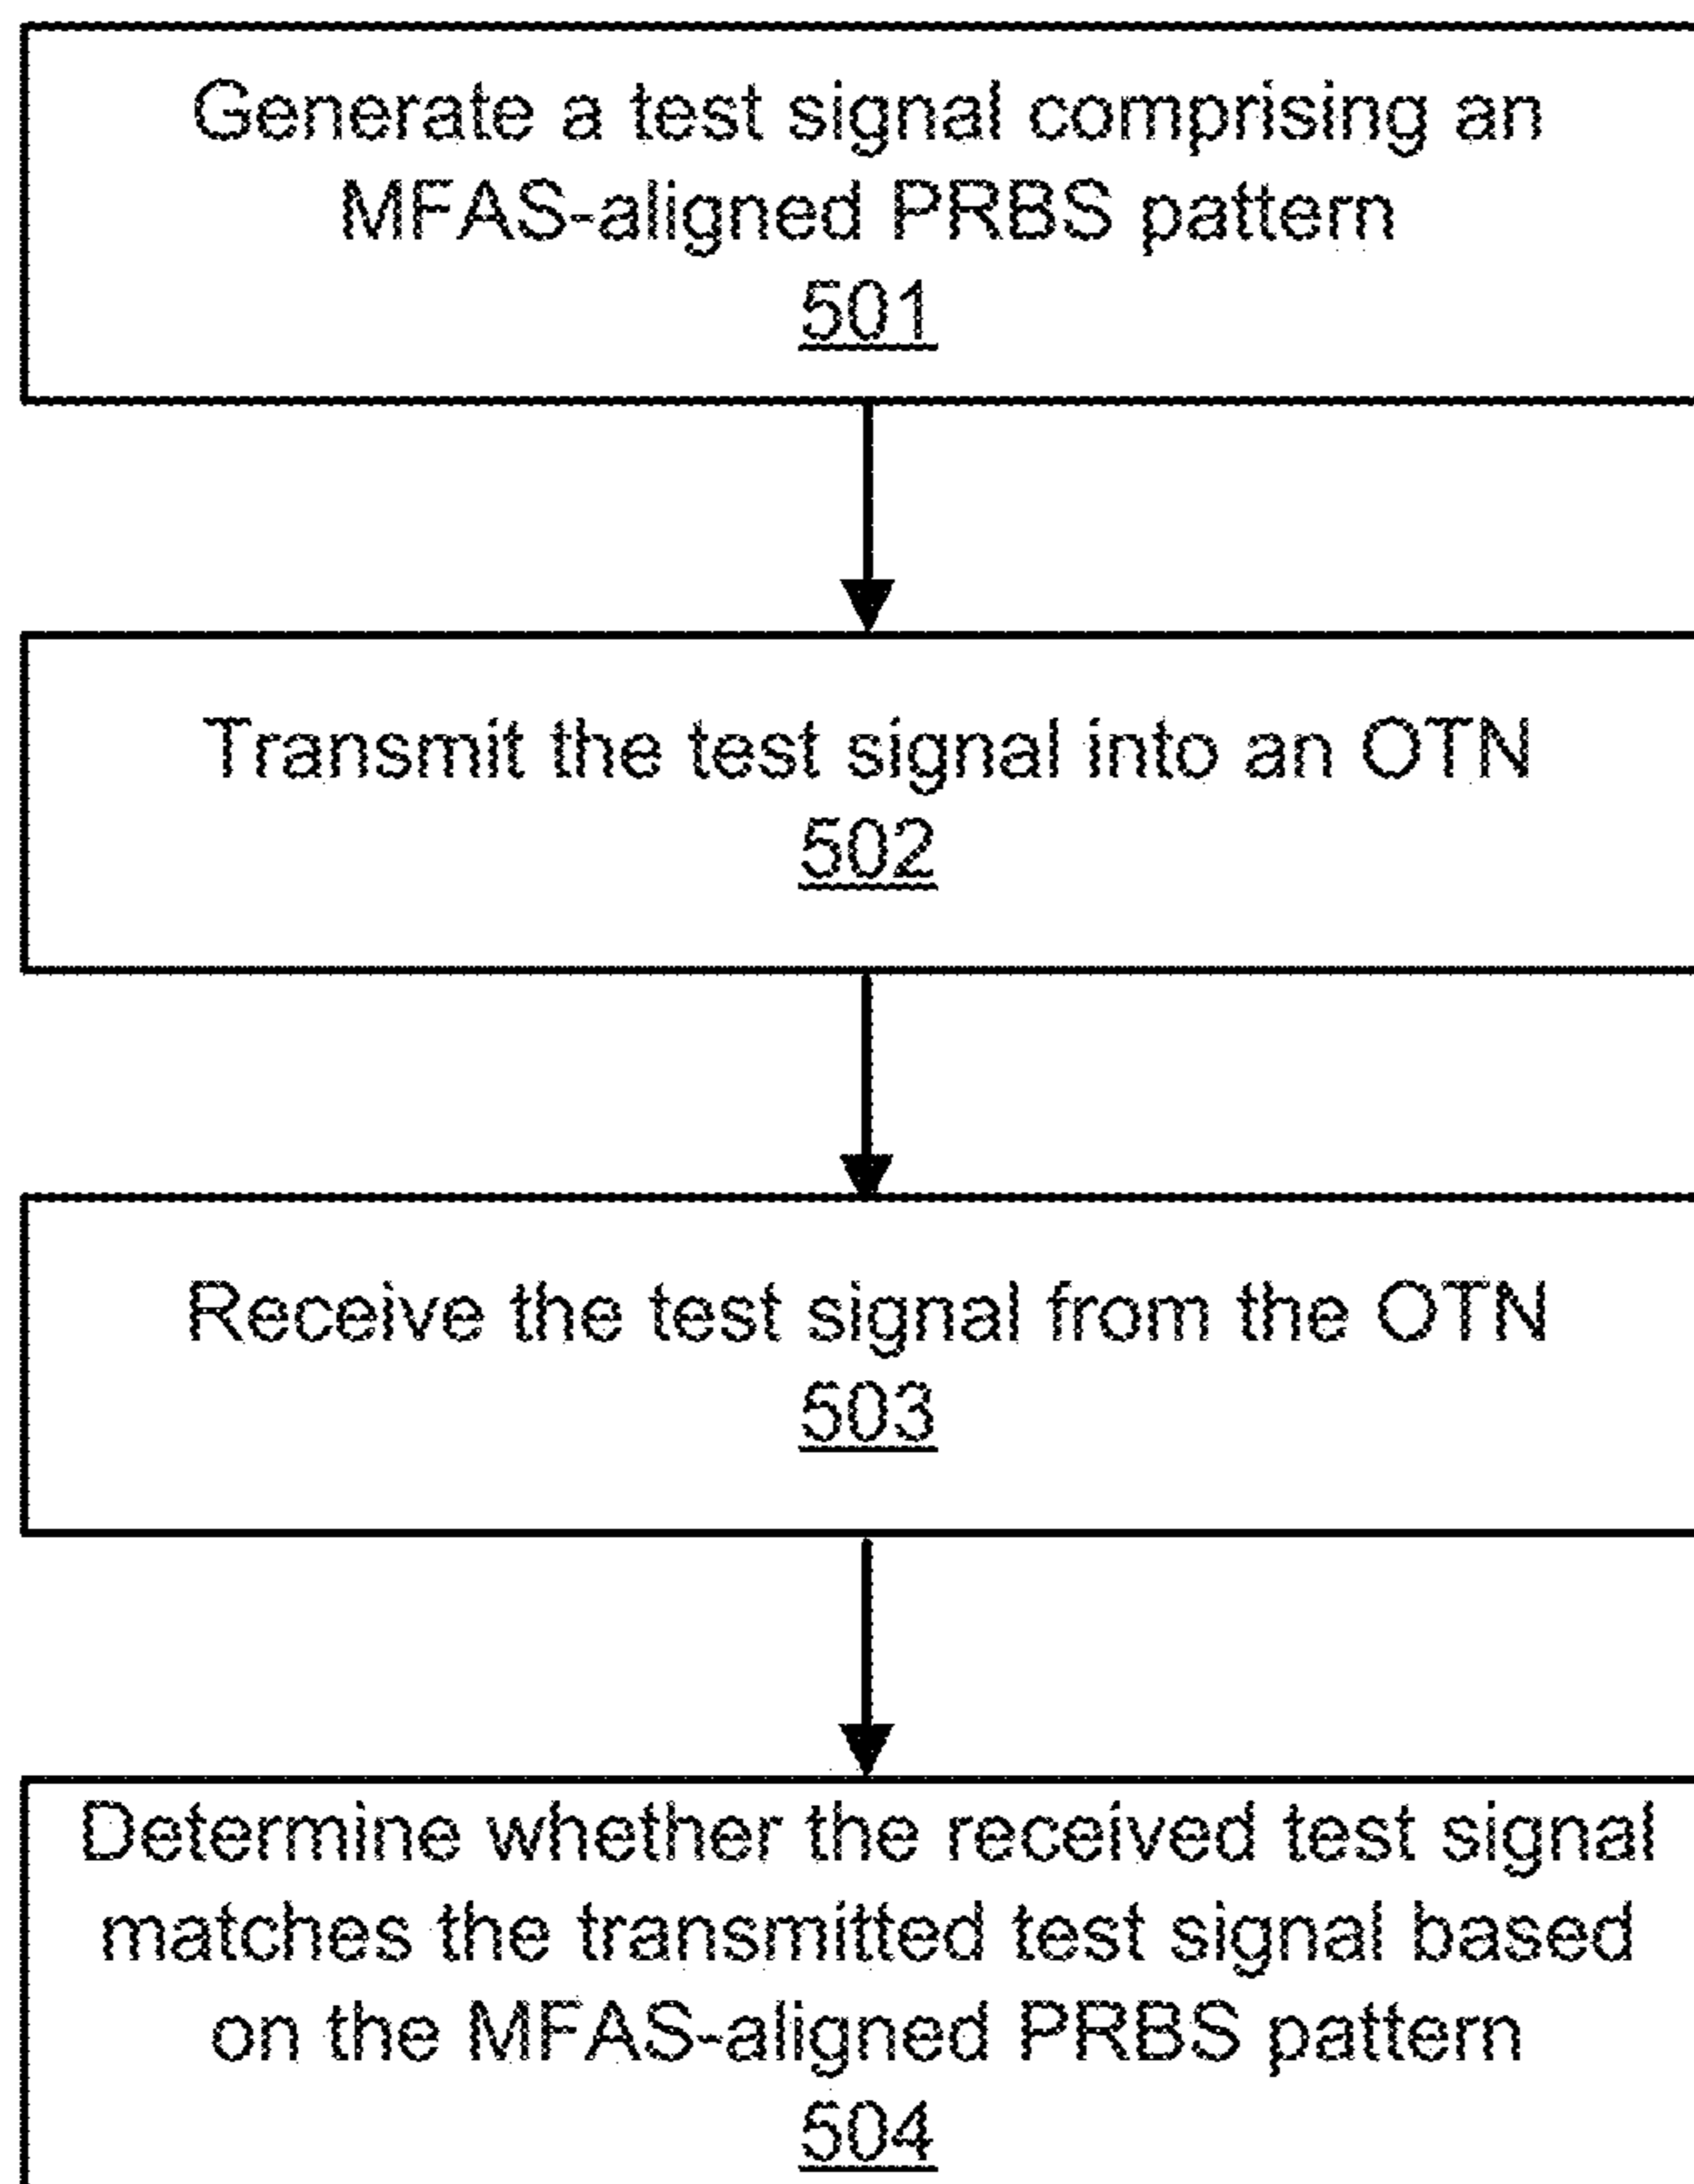 Generate a test signal comprising an
MFAS-aligned PRBS pattern
501
Transmit the test signal into an OTN
502
Receive the test signal from the OTN
503
Determine whether the received test signal
matches the transmitted test signal based
on the MFAS-aligned PRBS pattern
504